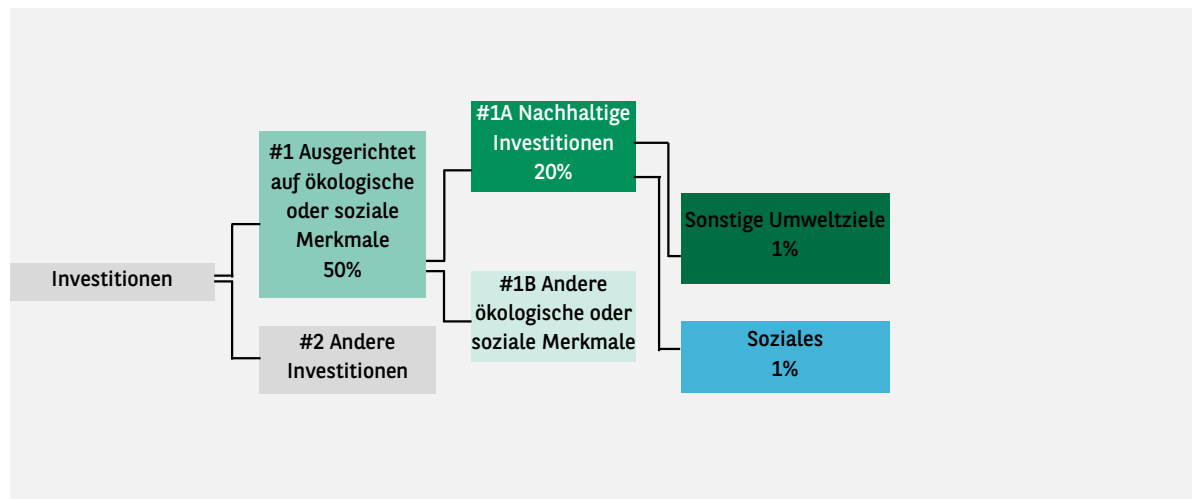 Investitionen
#1 Ausgerichtet
auf ökologische
oder soziale
Merkmale
50%
#2 Andere
Investitionen
#1A Nachhaltige
Investitionen
20%
#1B Andere
ökologische oder
soziale Merkmale
Sonstige Umweltziele
1%
Soziales
1%